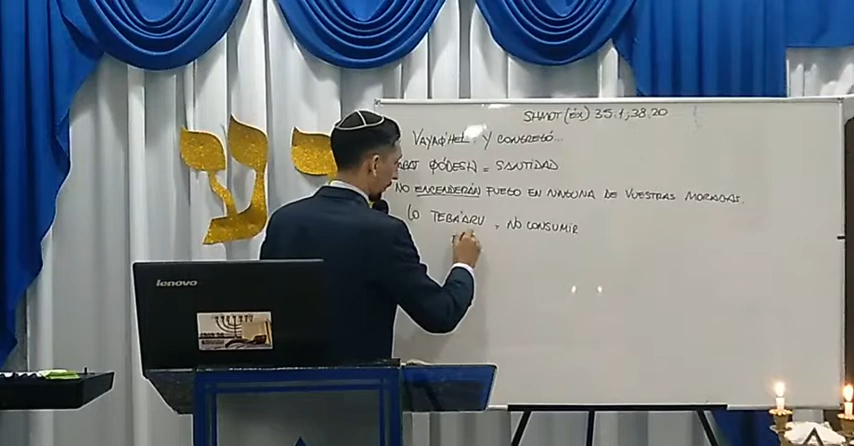 SHMOT (ÉX) 35:1, 38,20
VAYAQ'HEL = Y CONGREGÓ...
ABAT QÓDESH = SANTIDAD
NO ENCENDERÁN FUEGO EN NINGUNA DE VUESTRAS MORADAS.
LO TEBA'ARU = NO CONSUMIR
lenovo